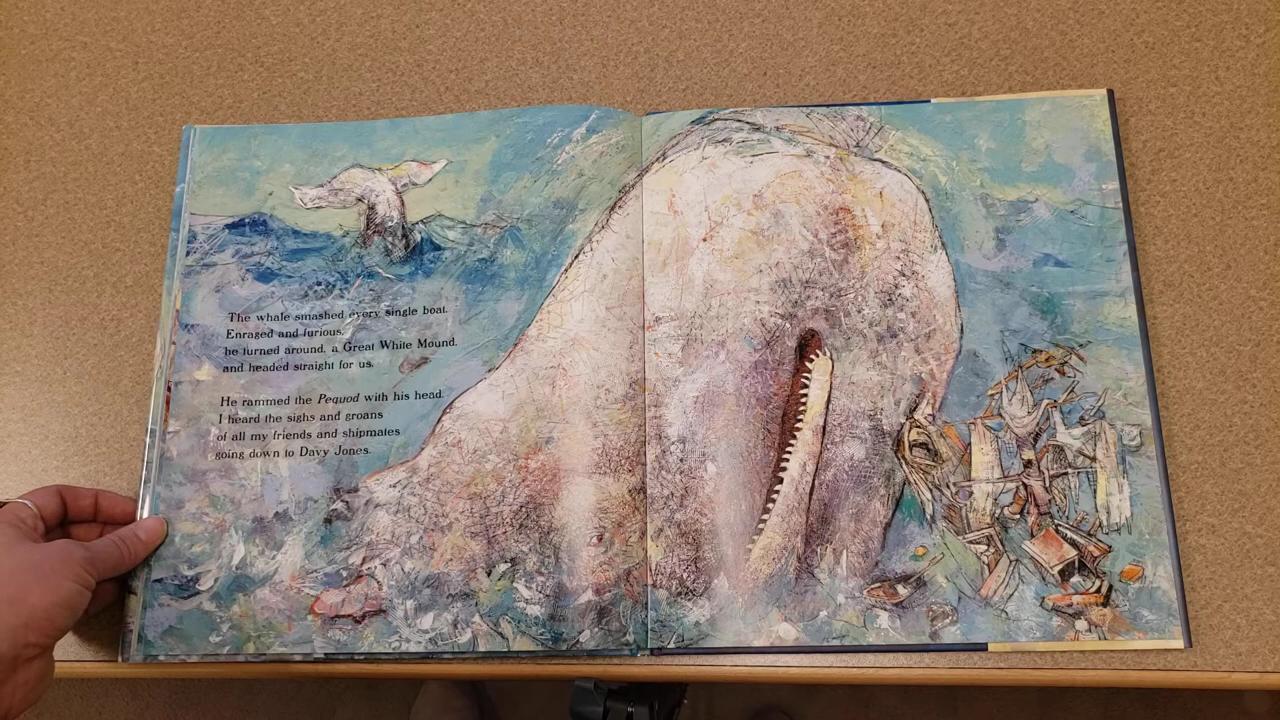 The whale smashed every single boat.
Enraged and furious,
he turned around, a Great White Mound,
and headed straight for us.
He rammed the Pequod with his head.
I heard the sighs and groans
of all my friends and shipmates
going down to Davy Jones.